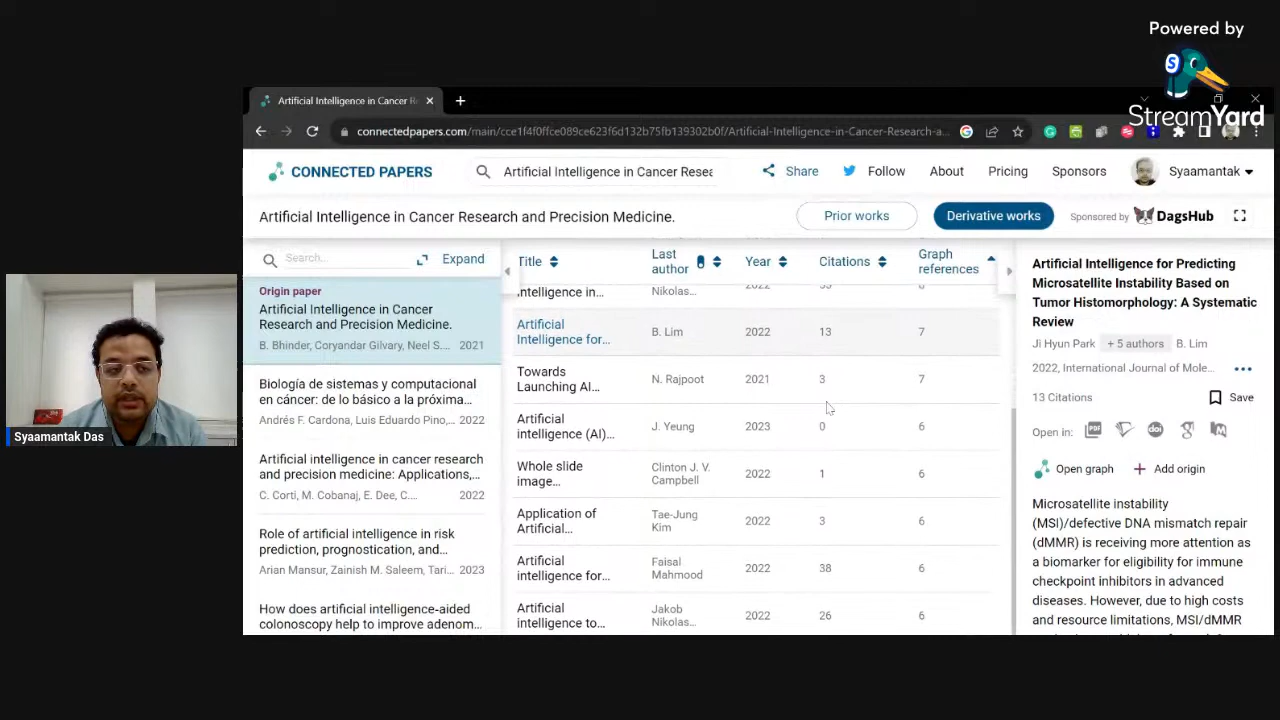 Powered by
S
StreamYard
Artificial Intelligence in Cancer Re
connectedpapers.com/main/cce1f4f0ffce089ce623f6d132b75fb139302b0f/Artificial-Intelligence-in-Cancer-Research-a...
CONNECTED PAPERS
Artificial Intelligence in Cancer Resea
Share
Follow
About
Pricing
Sponsors
Syaamantak
Artificial Intelligence in Cancer Research and Precision Medicine.
Prior works
Derivative works
Sponsored by
DagsHub
Search...
Expand
Origin paper
Artificial Intelligence in Cancer
Research and Precision Medicine.
B. Bhinder, Coryandar Gilvary, Neel S.... 2021
Biología de sistemas y computacional
en cáncer: de lo básico a la próxima...
Andrés F. Cardona, Luis Eduardo Pino,... 2022
Artificial intelligence in cancer research
and precision medicine: Applications,...
C. Corti, M. Cobanaj, E. Dee, C.... 2022
Role of artificial intelligence in risk
prediction, prognostication, and...
Arian Mansur, Zainish M. Saleem, Tari... 2023
How does artificial intelligence-aided
colonoscopy help to improve adenom...
Title
Last
author
Year
Citations
Graph
references
Intelligence in...
Nikolas...
2022
Artificial
Intelligence for...
B. Lim
2022
13
7
Towards
Launching AI...
N. Rajpoot
2021
3
7
Artificial
intelligence (AI)...
J. Yeung
2023
0
6
Whole slide
image...
Clinton J. V.
Campbell
2022
1
6
Application of
Artificial...
Tae-Jung
Kim
2022
3
6
Artificial
intelligence for...
Faisal
Mahmood
2022
38
6
Artificial
intelligence to...
Jakob
Nikolas...
2022
26
6
Artificial Intelligence for Predicting
Microsatellite Instability Based on
Tumor Histomorphology: A Systematic
Review
Ji Hyun Park + 5 authors B. Lim
2022, International Journal of Mole...
13 Citations
Save
Open in:
PDF
doi
Open graph
Add origin
Microsatellite instability
(MSI)/defective DNA mismatch repair
(dMMR) is receiving more attention as
a biomarker for eligibility for immune
checkpoint inhibitors in advanced
diseases. However, due to high costs
and resource limitations, MSI/dMMR
Syaamantak Das